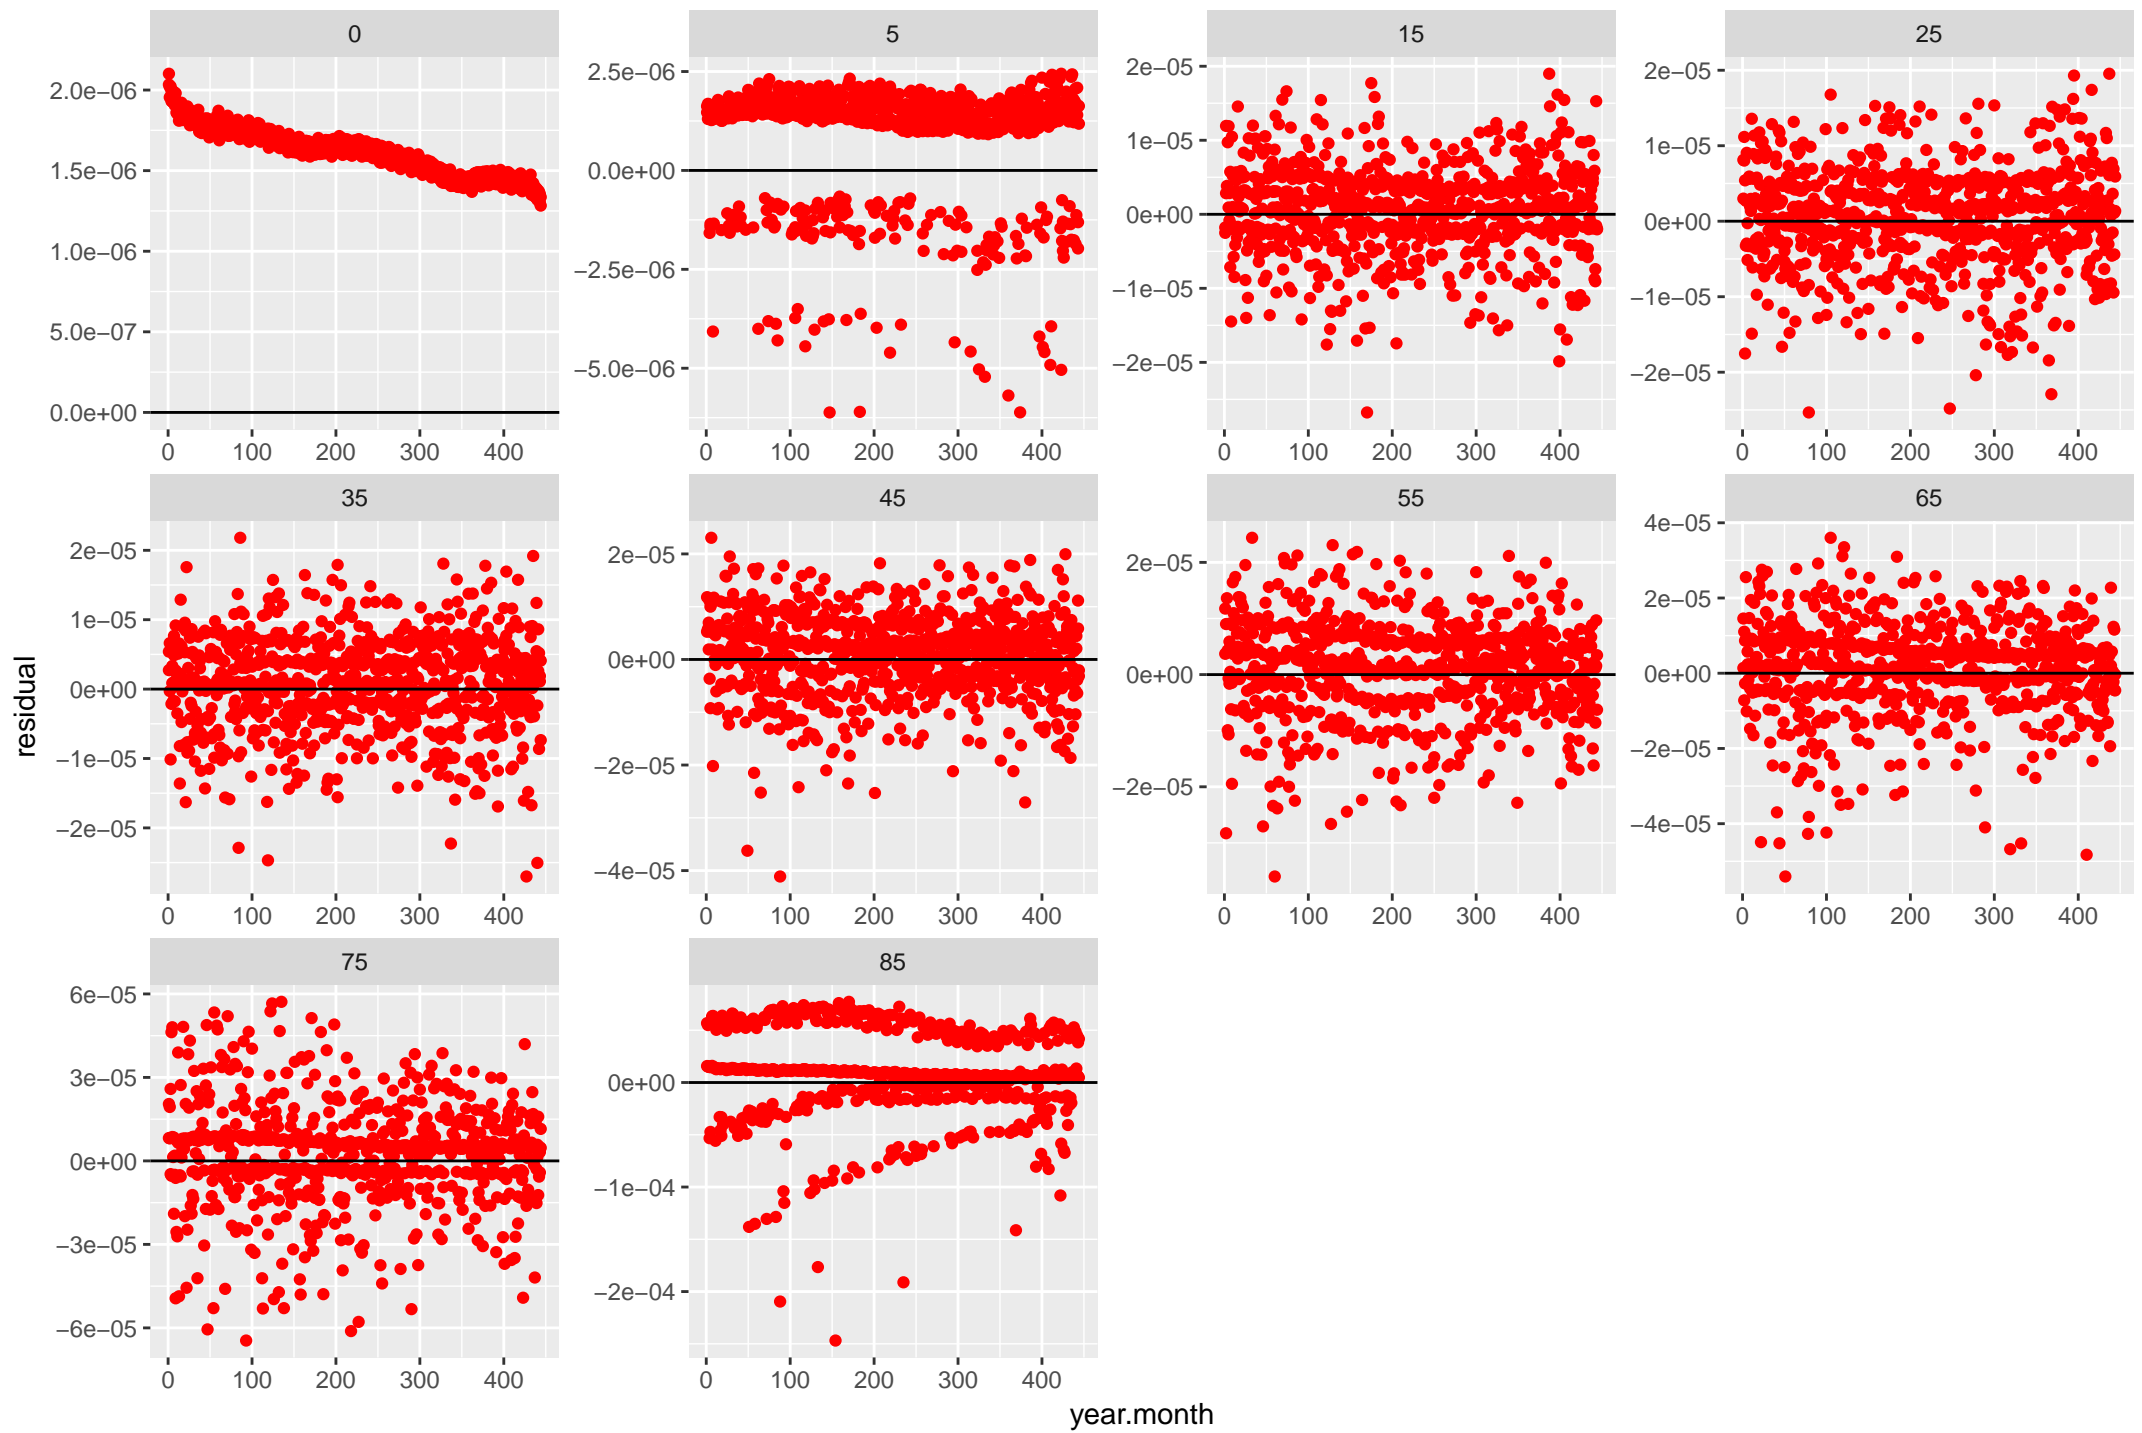 0 5 15 25
2.0e−06
1.5e−06
1.0e−06
5.0e−07
0.0e+00
2.5e−06
0.0e+00
−2.5e−06
−5.0e−06
2e−05
1e−05
0e+00
−1e−05
−2e−05
2e−05
1e−05
0e+00
−1e−05
−2e−05
0 100 200 300 400 0 100 200 300 400 0 100 200 300 400 0 100 200 300 400
35 45 55 65
2e−05
1e−05
0e+00
−1e−05
−2e−05
2e−05
0e+00
−2e−05
−4e−05
2e−05
0e+00
−2e−05
4e−05
2e−05
0e+00
−2e−05
−4e−05
0 100 200 300 400 0 100 200 300 400 0 100 200 300 400 0 100 200 300 400
75 85
6e−05
3e−05
0e+00
−3e−05
−6e−05
0e+00
−1e−04
−2e−04
0 100 200 300 400 0 100 200 300 400
year.month
residual